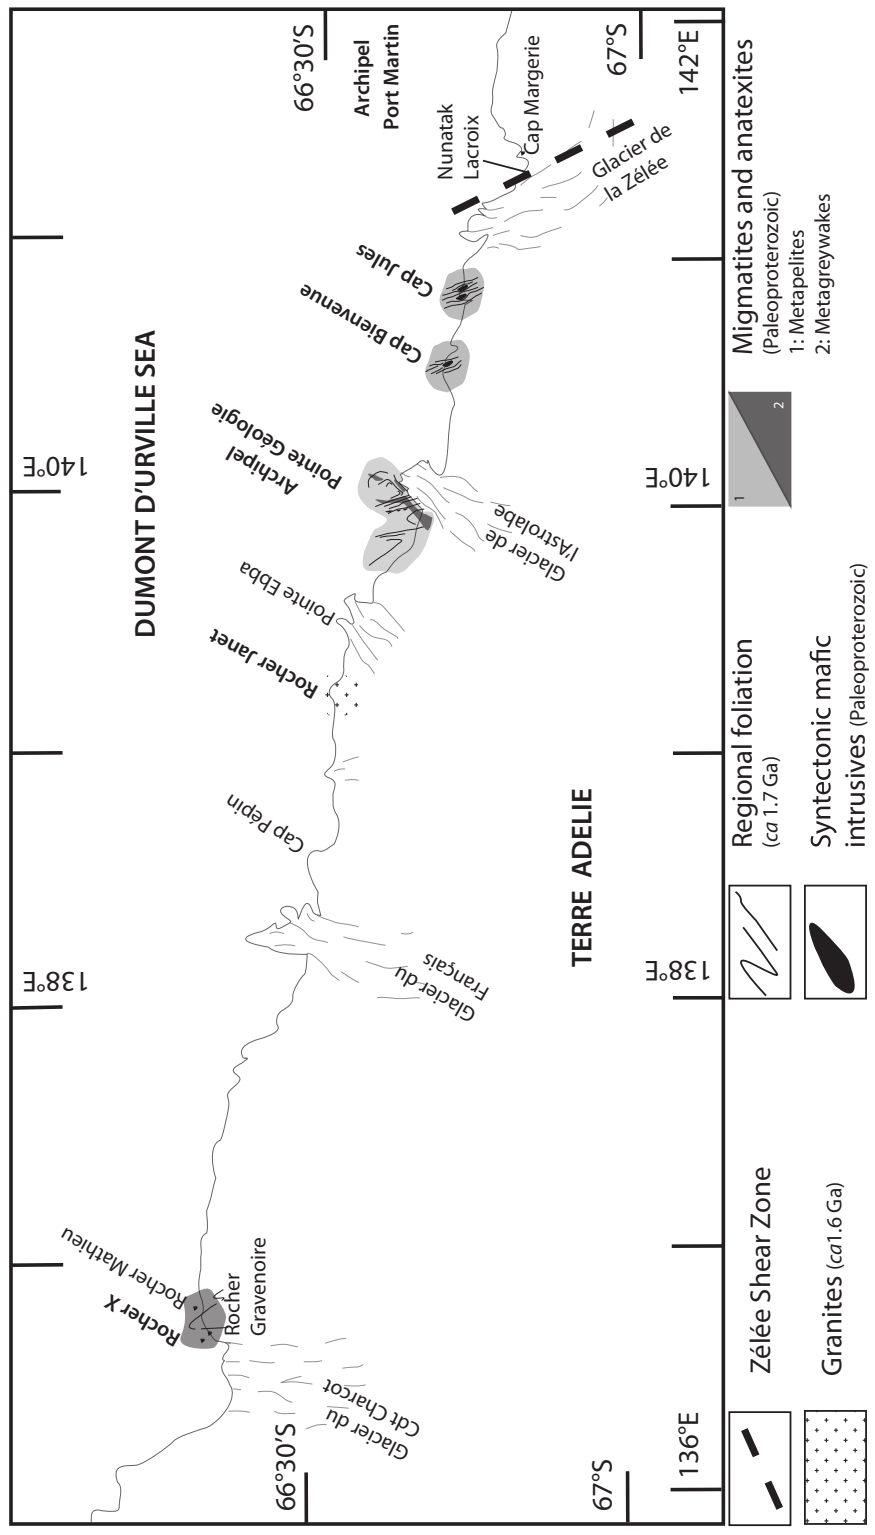 138°E
140°E
DUMONT D'URVILLE SEA
66°30'S
66°30'S
Archipel
Port Martin
Rocher Mathieu
Rocher X
Rocher
Gravenoire
Glacier du
Cdt Charcot
Glacier du
Français
Cap Pépin
Rocher Janet
Pointe Ebba
Archipel
Pointe Géologie
Glacier de
l'Astrolabe
Cap Bienvenue
Cap Jules
Nunatak
Lacroix
Cap Margerie
Glacier de
la Zélée
TERRE ADELIE
67°S
67°S
136°E
138°E
140°E
142°E
Zélée Shear Zone
Granites (ca1.6 Ga)
Regional foliation
(ca 1.7 Ga)
Syntectonic mafic
intrusives (Paleoproterozoic)
1
2
Migmatites and anatexites
(Paleoproterozoic)
1: Metapelites
2: Metagreywakes